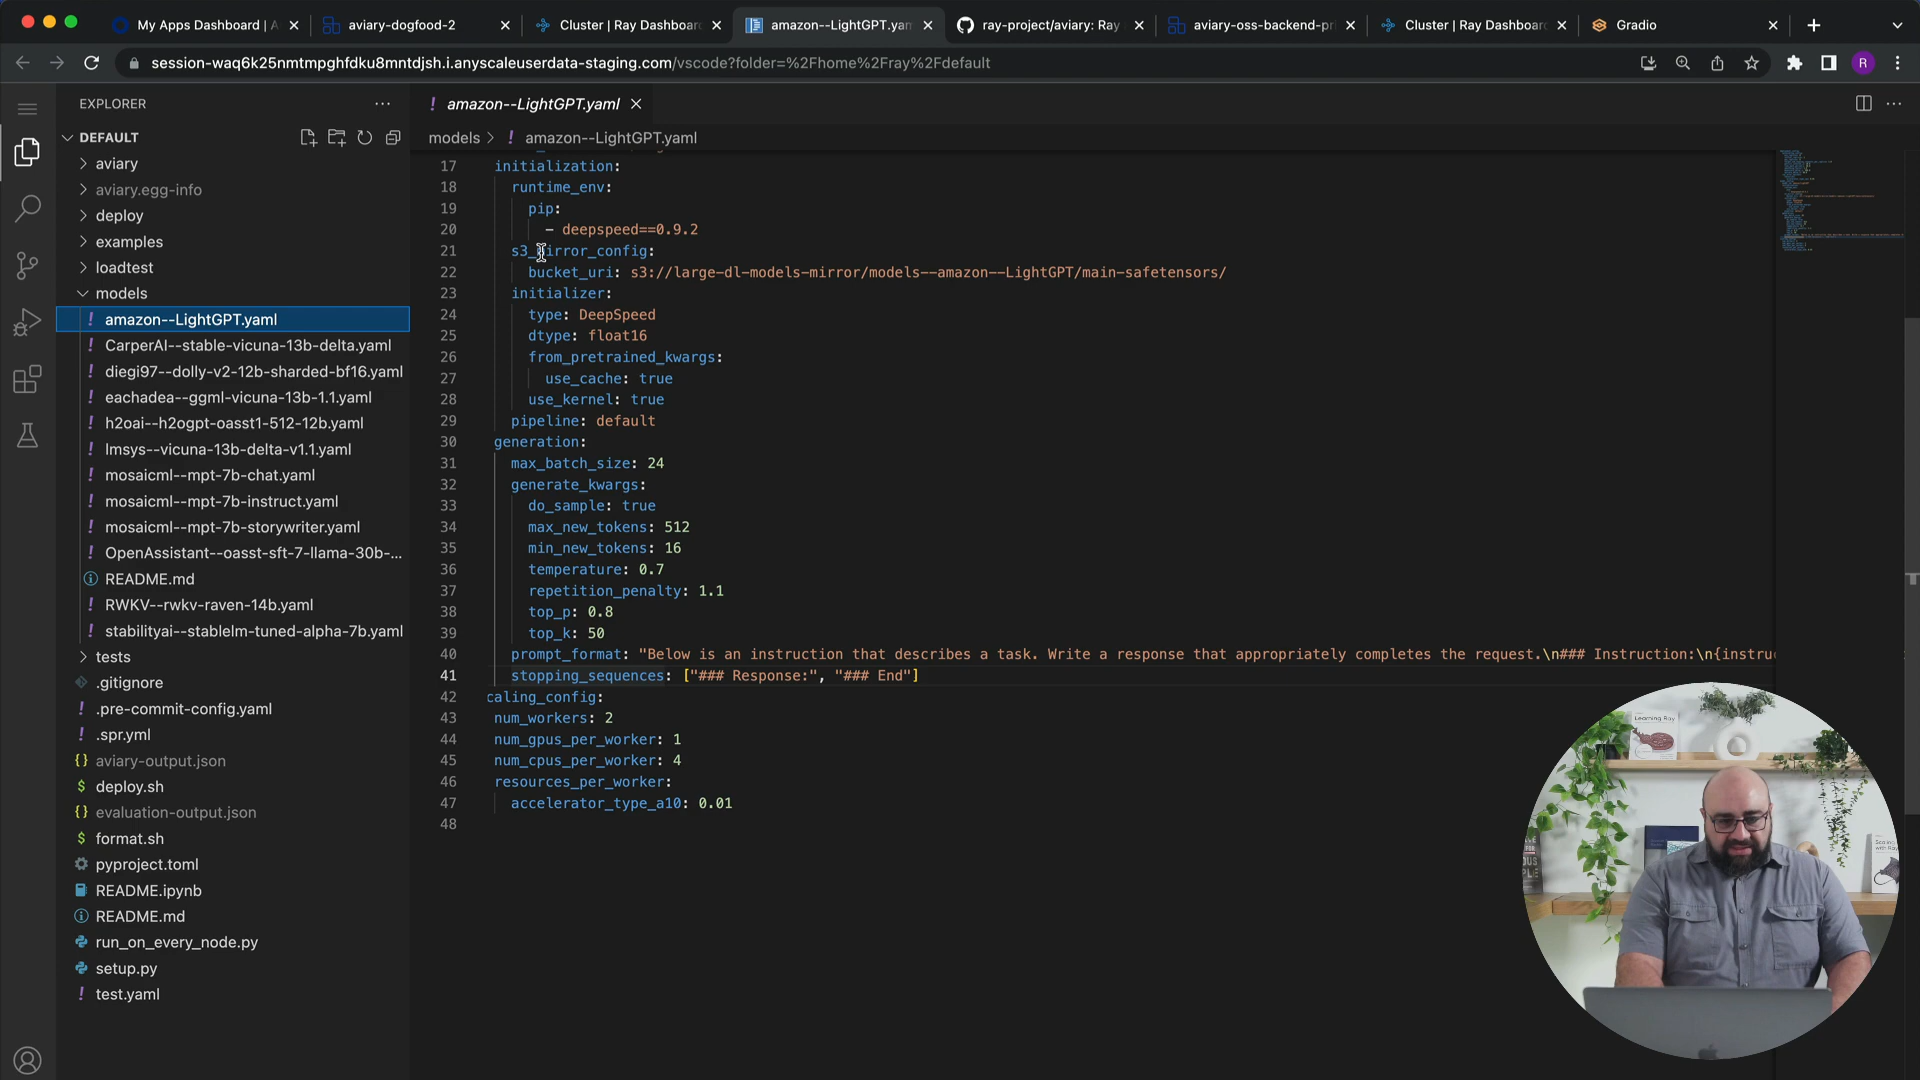 My Apps Dashboard | A
aviary-dogfood-2
Cluster | Ray Dashboard
amazon--LightGPT.yam
ray-project/aviary: Ray
aviary-oss-backend-pr
Cluster | Ray Dashboard
Gradio
session-waq6k25nmtmpghfdku8mntdjsh.i.anyscaleuserdata-staging.com/vscode?folder=%2Fhome%2Fray%2Fdefault
R
EXPLORER
DEFAULT
aviary
aviary.egg-info
deploy
examples
loadtest
models
! amazon--LightGPT.yaml
! CarperAI--stable-vicuna-13b-delta.yaml
! diegi97--dolly-v2-12b-sharded-bf16.yaml
! eachadea--ggml-vicuna-13b-1.1.yaml
! h2oai--h2ogpt-oasst1-512-12b.yaml
! lmsys--vicuna-13b-delta-v1.1.yaml
! mosaicml--mpt-7b-chat.yaml
! mosaicml--mpt-7b-instruct.yaml
! mosaicml--mpt-7b-storywriter.yaml
! OpenAssistant--oasst-sft-7-llama-30b-...
README.md
! RWKV--rwkv-raven-14b.yaml
! stabilityai--stablelm-tuned-alpha-7b.yaml
tests
.gitignore
! .pre-commit-config.yaml
! .spr.yml
{} aviary-output.json
$ deploy.sh
{} evaluation-output.json
$ format.sh
pyproject.toml
README.ipynb
README.md
run_on_every_node.py
setup.py
! test.yaml
! amazon--LightGPT.yaml
models > ! amazon--LightGPT.yaml
17 initialization:
18 runtime_env:
19 pip:
20 - deepspeed==0.9.2
21 s3_mirror_config:
22 bucket_uri: s3://large-dl-models-mirror/models--amazon--LightGPT/main-safetensors/
23 initializer:
24 type: DeepSpeed
25 dtype: float16
26 from_pretrained_kwargs:
27 use_cache: true
28 use_kernel: true
29 pipeline: default
30 generation:
31 max_batch_size: 24
32 generate_kwargs:
33 do_sample: true
34 max_new_tokens: 512
35 min_new_tokens: 16
36 temperature: 0.7
37 repetition_penalty: 1.1
38 top_p: 0.8
39 top_k: 50
40 prompt_format: "Below is an instruction that describes a task. Write a response that appropriately completes the request.\n### Instruction:\n{instru
41 stopping_sequences: ["### Response:", "### End"]
42 caling_config:
43 num_workers: 2
44 num_gpus_per_worker: 1
45 num_cpus_per_worker: 4
46 resources_per_worker:
47 accelerator_type_a10: 0.01
48
Learning Ray